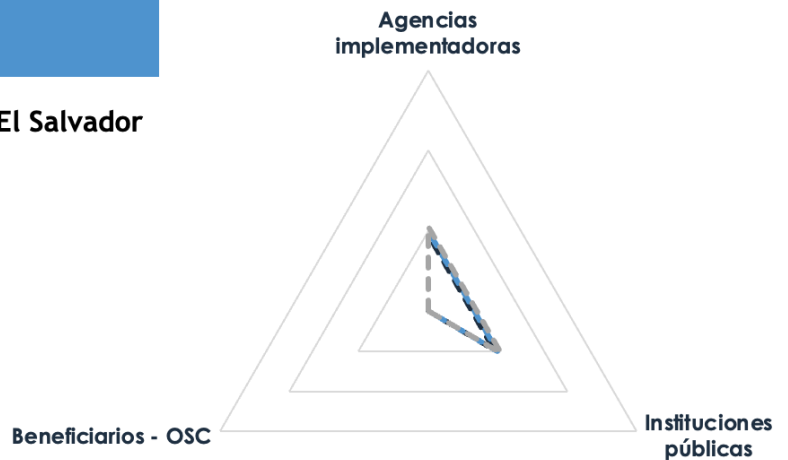 Agencias
implementadoras
El Salvador
Beneficiarios - OSC
Instituciones
públicas